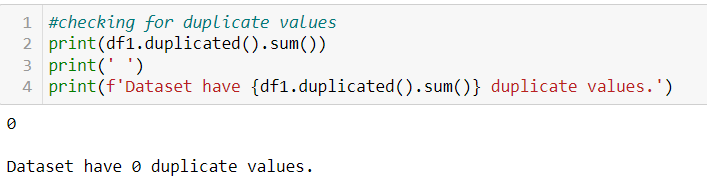 1 #checking for duplicate values
2 print(df1.duplicated().sum())
3 print(' ')
4 print(f'Dataset have {df1.duplicated().sum()} duplicate values.')
0
Dataset have 0 duplicate values.